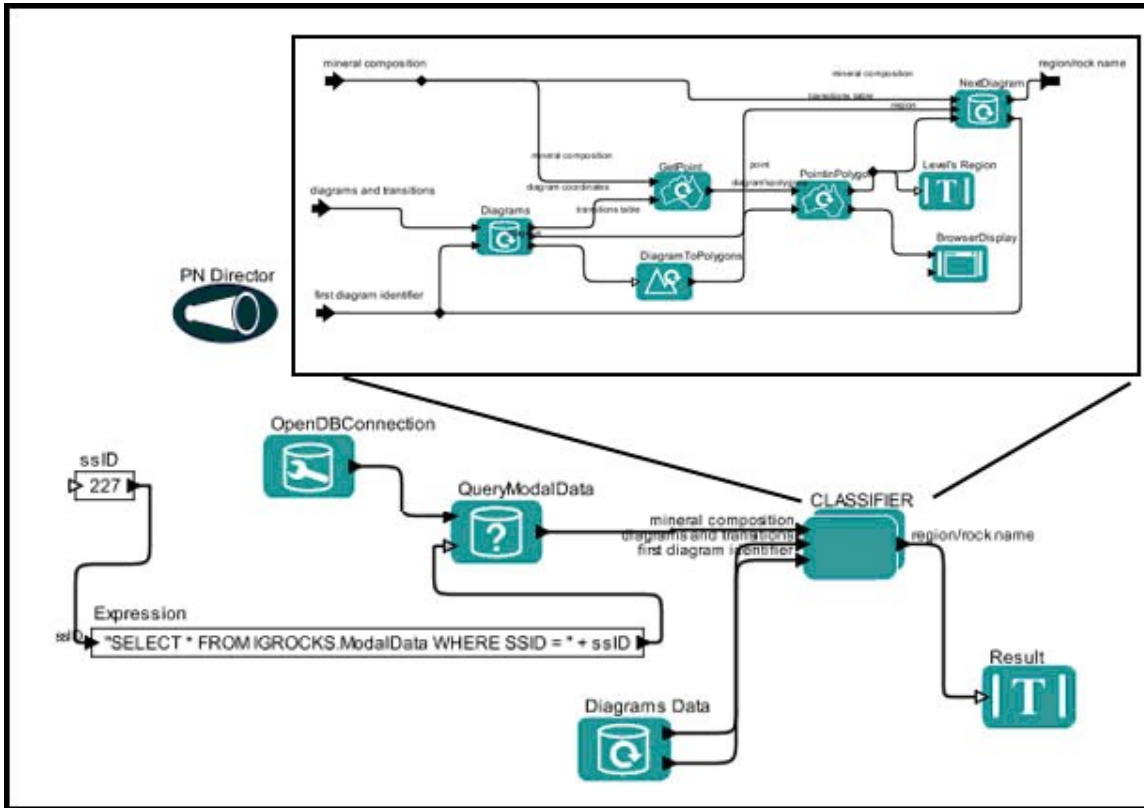 mineral composition
region/rock name
mineral composition
NextDiagram
transitions table
region
mineral composition
GetPoint
point
Level's Region
diagrams and transitions
diagram coordinates
diagram\polygons
PointinPolygon
T
Diagrams
transitions table
BrowserDisplay
DiagramToPolygons
PN Director
first diagram identifier
OpenDBConnection
ssID
227
QueryModalData
?
CLASSIFIER
mineral composition
diagrams and transitions
first diagram identifier
region/rock name
Expression
ssID
"SELECT * FROM IGROCKS.ModalData WHERE SSID = " + ssID
Result
T
Diagrams Data